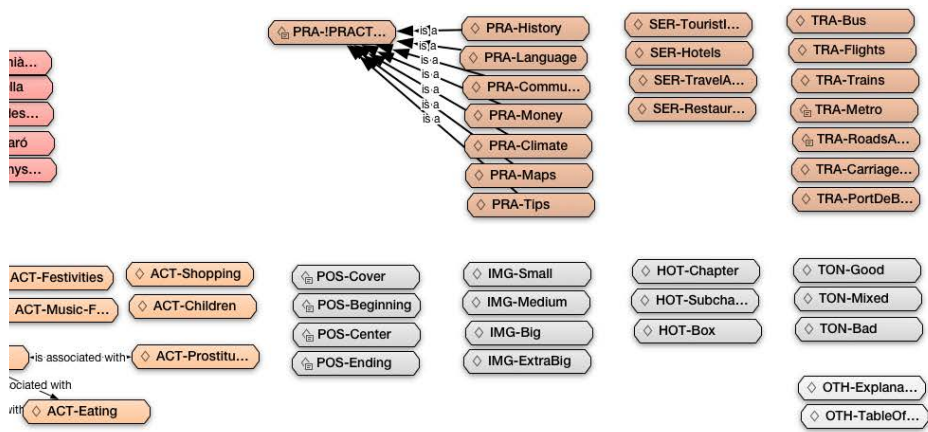 PRA-!PRACT...
PRA-History
PRA-Language
PRA-Commu...
PRA-Money
PRA-Climate
PRA-Maps
PRA-Tips
is a
is a
is a
is a
is a
is a
is a
SER-TouristI...
SER-Hotels
SER-TravelA...
SER-Restaur...
TRA-Bus
TRA-Flights
TRA-Trains
TRA-Metro
TRA-RoadsA...
TRA-Carriage...
TRA-PortDeB...
nià...
lla
les...
aró
nys...
ACT-Festivities
ACT-Music-F...
ACT-Shopping
ACT-Children
is associated with
ACT-Prostitu...
ociated with
with
ACT-Eating
POS-Cover
POS-Beginning
POS-Center
POS-Ending
IMG-Small
IMG-Medium
IMG-Big
IMG-ExtraBig
HOT-Chapter
HOT-Subcha...
HOT-Box
TON-Good
TON-Mixed
TON-Bad
OTH-Explana...
OTH-TableOf...